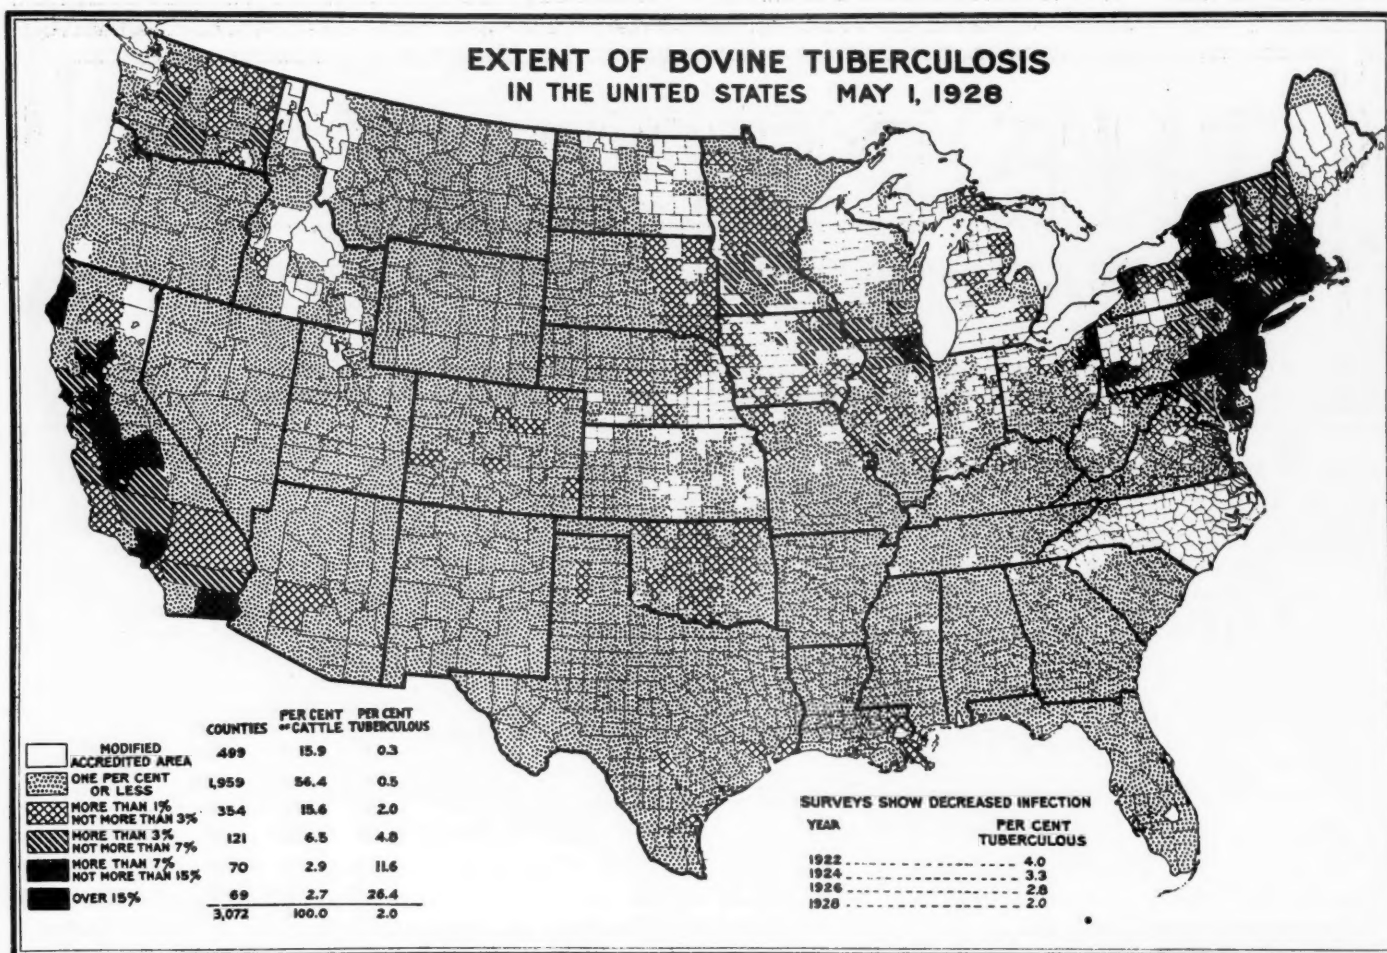 EXTENT OF BOVINE TUBERCULOSIS
IN THE UNITED STATES MAY 1, 1928
COUNTIES PER CENT OF CATTLE PER CENT TUBERCULOUS
MODIFIED ACCREDITED AREA 499 15.9 0.3
ONE PER CENT OR LESS 1,959 56.4 0.5
MORE THAN 1% NOT MORE THAN 3% 354 15.6 2.0
MORE THAN 3% NOT MORE THAN 7% 121 6.5 4.8
MORE THAN 7% NOT MORE THAN 15% 70 2.9 11.6
OVER 15% 69 2.7 26.4
3,072 100.0 2.0
SURVEYS SHOW DECREASED INFECTION
YEAR PER CENT TUBERCULOUS
1922 4.0
1924 3.3
1926 2.8
1928 2.0